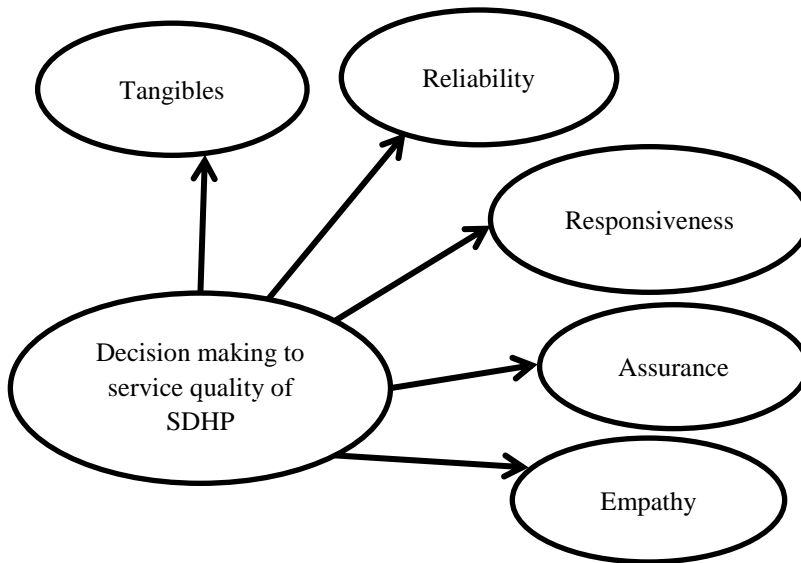 Tangibles
Reliability
Responsiveness
Decision making to
service quality of
SDHP
Assurance
Empathy